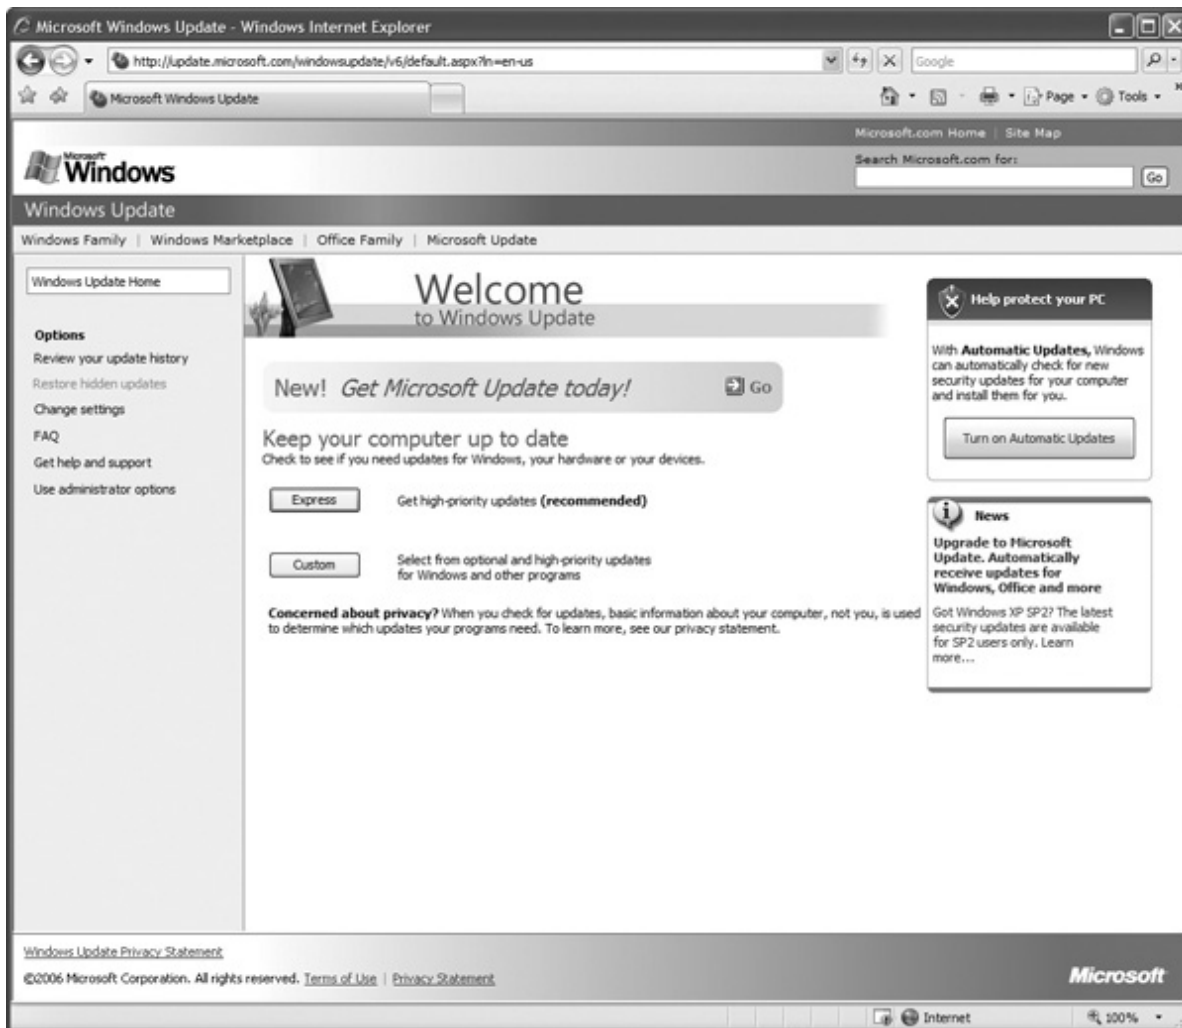 Microsoft Windows Update - Windows Internet Explorer
http://update.microsoft.com/windowsupdate/v6/default.aspx?ln=en-us
Google
Microsoft Windows Update
Page
Tools
Microsoft.com Home | Site Map
Microsoft
Windows
Search Microsoft.com for:
Go
Windows Update
Windows Family | Windows Marketplace | Office Family | Microsoft Update
Windows Update Home
Options
Review your update history
Restore hidden updates
Change settings
FAQ
Get help and support
Use administrator options
Welcome
to Windows Update
New! Get Microsoft Update today!
Go
Keep your computer up to date
Check to see if you need updates for Windows, your hardware or your devices.
Express
Get high-priority updates (recommended)
Custom
Select from optional and high-priority updates
for Windows and other programs
Concerned about privacy? When you check for updates, basic information about your computer, not you, is used
to determine which updates your programs need. To learn more, see our privacy statement.
Help protect your PC
With Automatic Updates, Windows
can automatically check for new
security updates for your computer
and install them for you.
Turn on Automatic Updates
News
Upgrade to Microsoft
Update. Automatically
receive updates for
Windows, Office and more
Got Windows XP SP2? The latest
security updates are available
for SP2 users only. Learn
more...
Windows Update Privacy Statement
©2006 Microsoft Corporation. All rights reserved. Terms of Use | Privacy Statement
Microsoft
Internet
100%